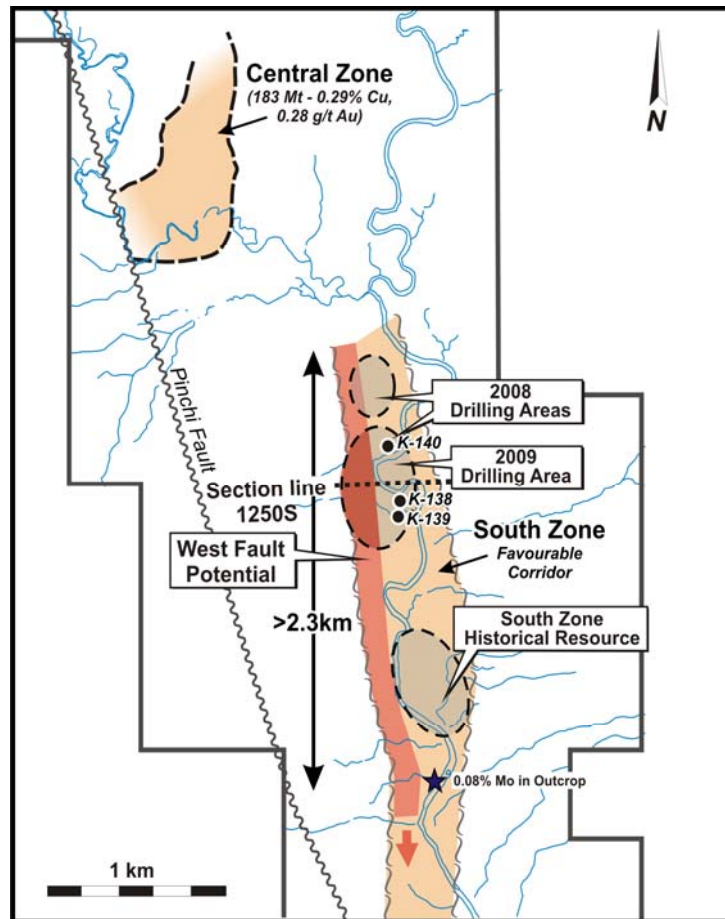 Central Zone
(183 Mt - 0.29% Cu,
0.28 g/t Au)
N
Pinchi Fault
2008
Drilling Areas
K-140
2009
Drilling Area
Section line
1250S
K-138
K-139
West Fault
Potential
South Zone
Favourable
Corridor
>2.3km
South Zone
Historical Resource
0.08% Mo in Outcrop
1 km